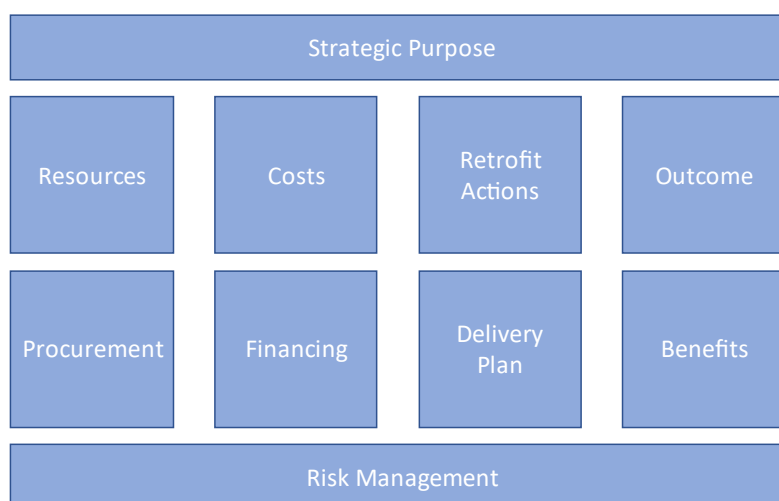 Strategic Purpose
Resources
Costs
Retrofit
Actions
Outcome
Procurement
Financing
Delivery
Plan
Benefits
Risk Management